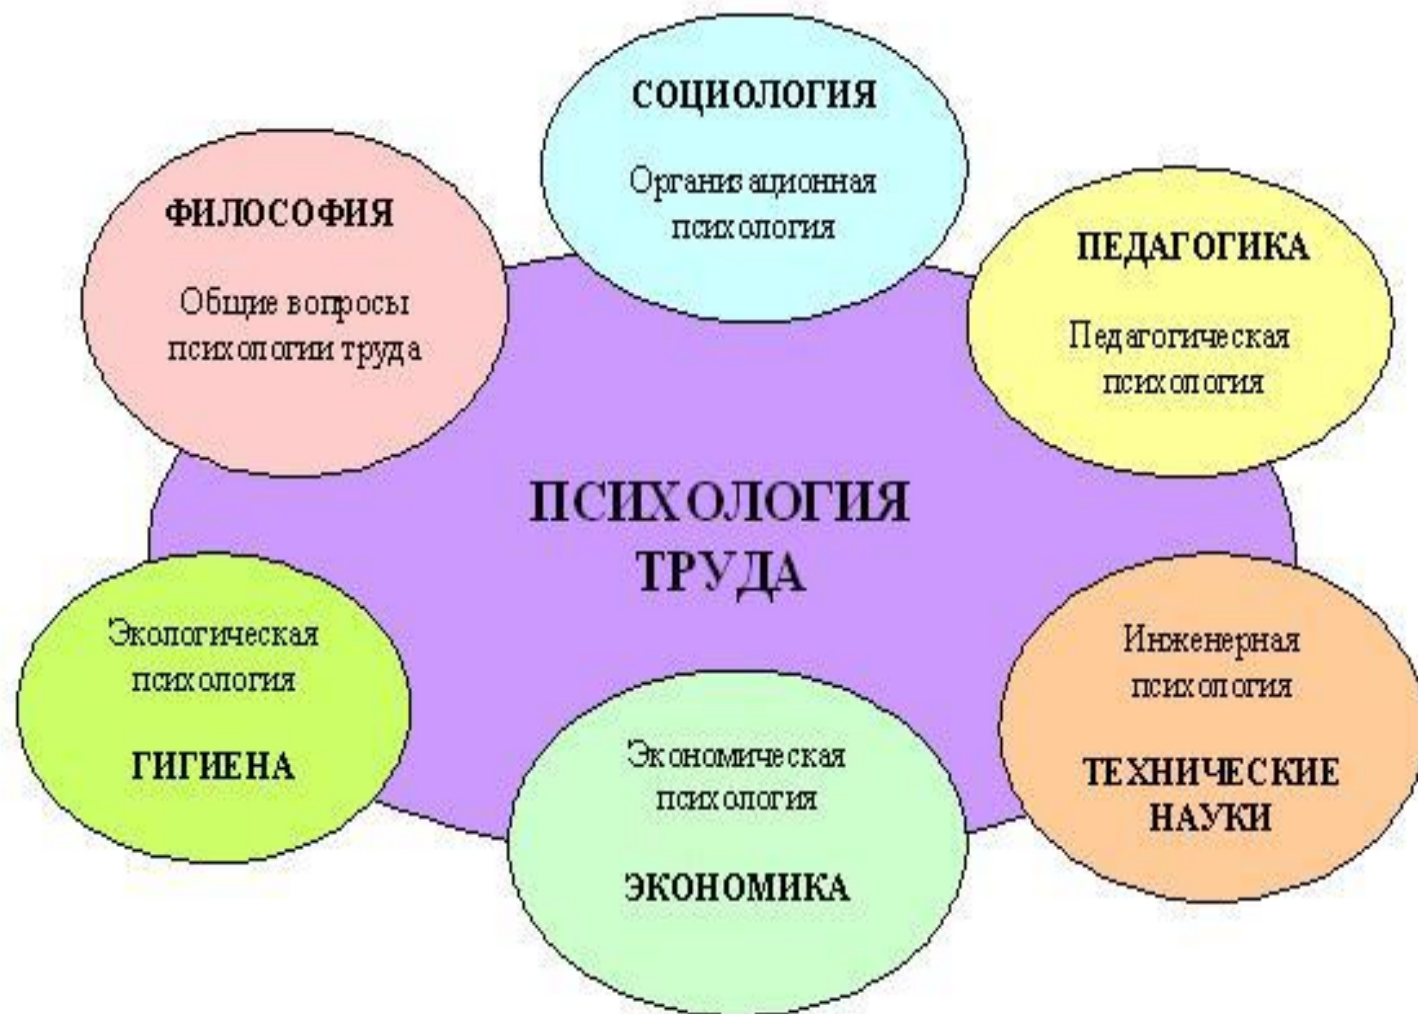 СОЦИОЛОГИЯ
Организационная
психология
ФИЛОСОФИЯ
Общие вопросы
психологии труда
ПЕДАГОГИКА
Педагогическая
психология
ПСИХОЛОГИЯ
ТРУДА
Экологическая
психология
ГИГИЕНА
Экономическая
психология
ЭКОНОМИКА
Инженерная
психология
ТЕХНИЧЕСКИЕ
НАУКИ